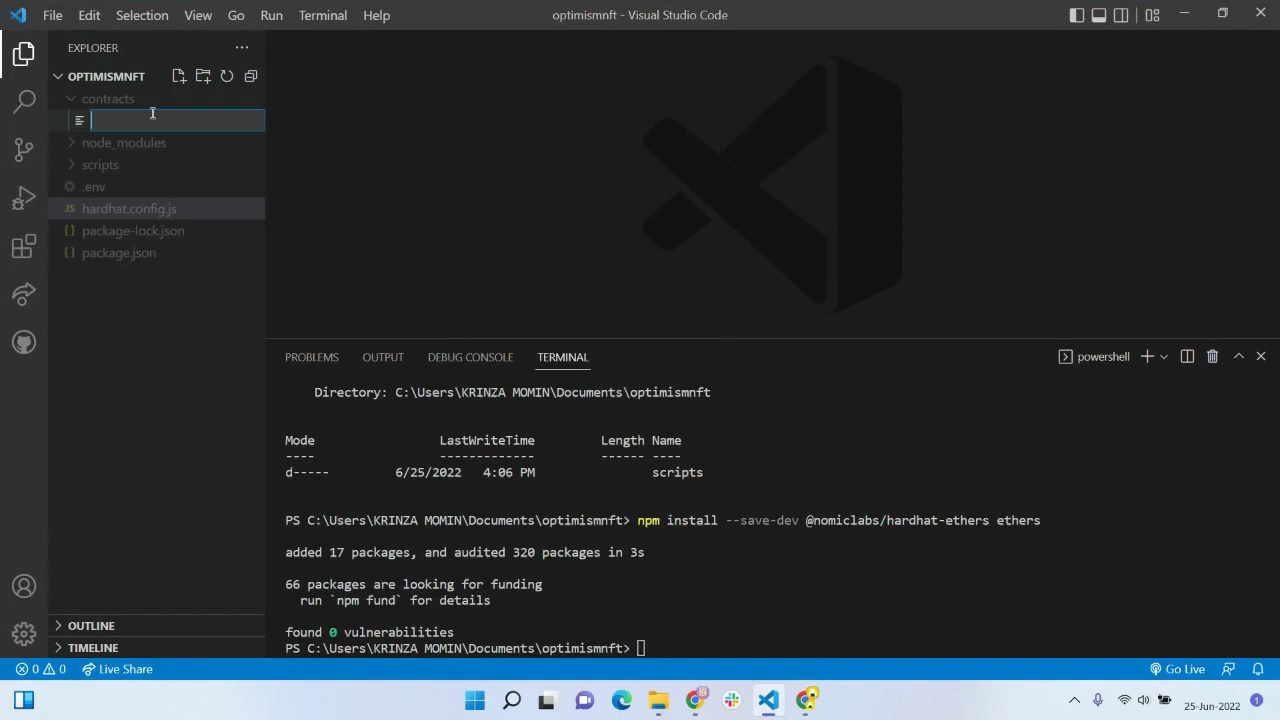 File Edit Selection View Go Run Terminal Help optimismnft - Visual Studio Code
EXPLORER
OPTIMISMNFT
contracts
node_modules
scripts
.env
JS hardhat.config.js
{} package-lock.json
{} package.json
OUTLINE
TIMELINE
PROBLEMS OUTPUT DEBUG CONSOLE TERMINAL powershell
Directory: C:\Users\KRINZA MOMIN\Documents\optimismnft
Mode LastWriteTime Length Name
---- ------------- ------ ----
d----- 6/25/2022 4:06 PM scripts
PS C:\Users\KRINZA MOMIN\Documents\optimismnft> npm install --save-dev @nomiclabs/hardhat-ethers ethers
added 17 packages, and audited 320 packages in 3s
66 packages are looking for funding
run `npm fund` for details
found 0 vulnerabilities
PS C:\Users\KRINZA MOMIN\Documents\optimismnft>
0 0 Live Share Go Live
25-Jun-2022 1